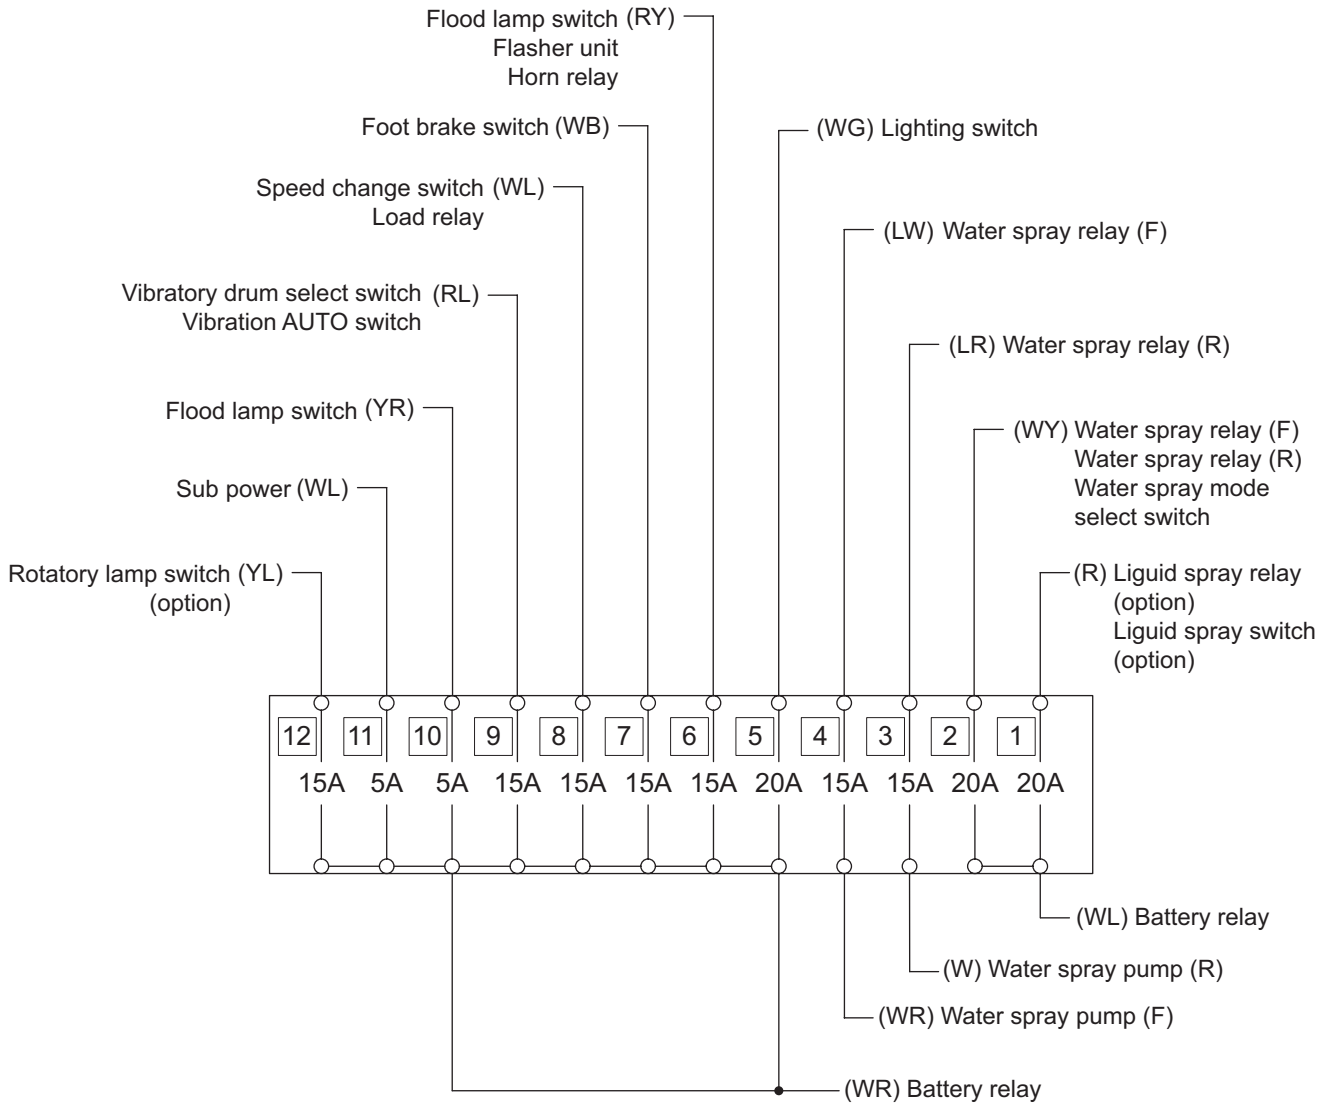 Flood lamp switch (RY)
Flasher unit
Horn relay
Foot brake switch (WB)
(WG) Lighting switch
Speed change switch (WL)
Load relay
(LW) Water spray relay (F)
Vibratory drum select switch (RL)
Vibration AUTO switch
(LR) Water spray relay (R)
Flood lamp switch (YR)
(WY) Water spray relay (F)
Water spray relay (R)
Water spray mode
select switch
Sub power (WL)
Rotatory lamp switch (YL)
(option)
(R) Liguid spray relay
(option)
Liguid spray switch
(option)
12 11 10 9 8 7 6 5 4 3 2 1
15A 5A 5A 15A 15A 15A 15A 20A 15A 15A 20A 20A
(WL) Battery relay
(W) Water spray pump (R)
(WR) Water spray pump (F)
(WR) Battery relay